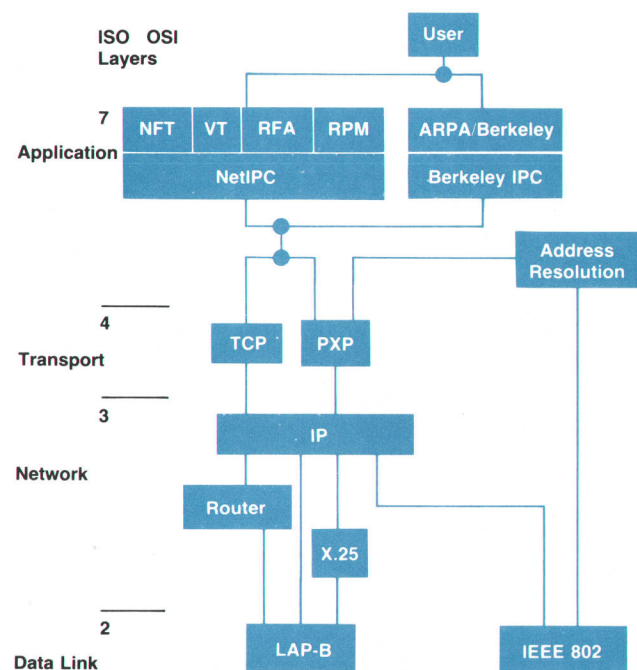 ISO OSI
Layers
User
7
Application
NFT VT RFA RPM
ARPA/Berkeley
NetIPC
Berkeley IPC
Address
Resolution
4
Transport
TCP
PXP
3
IP
Network
Router
X.25
2
Data Link
LAP-B
IEEE 802